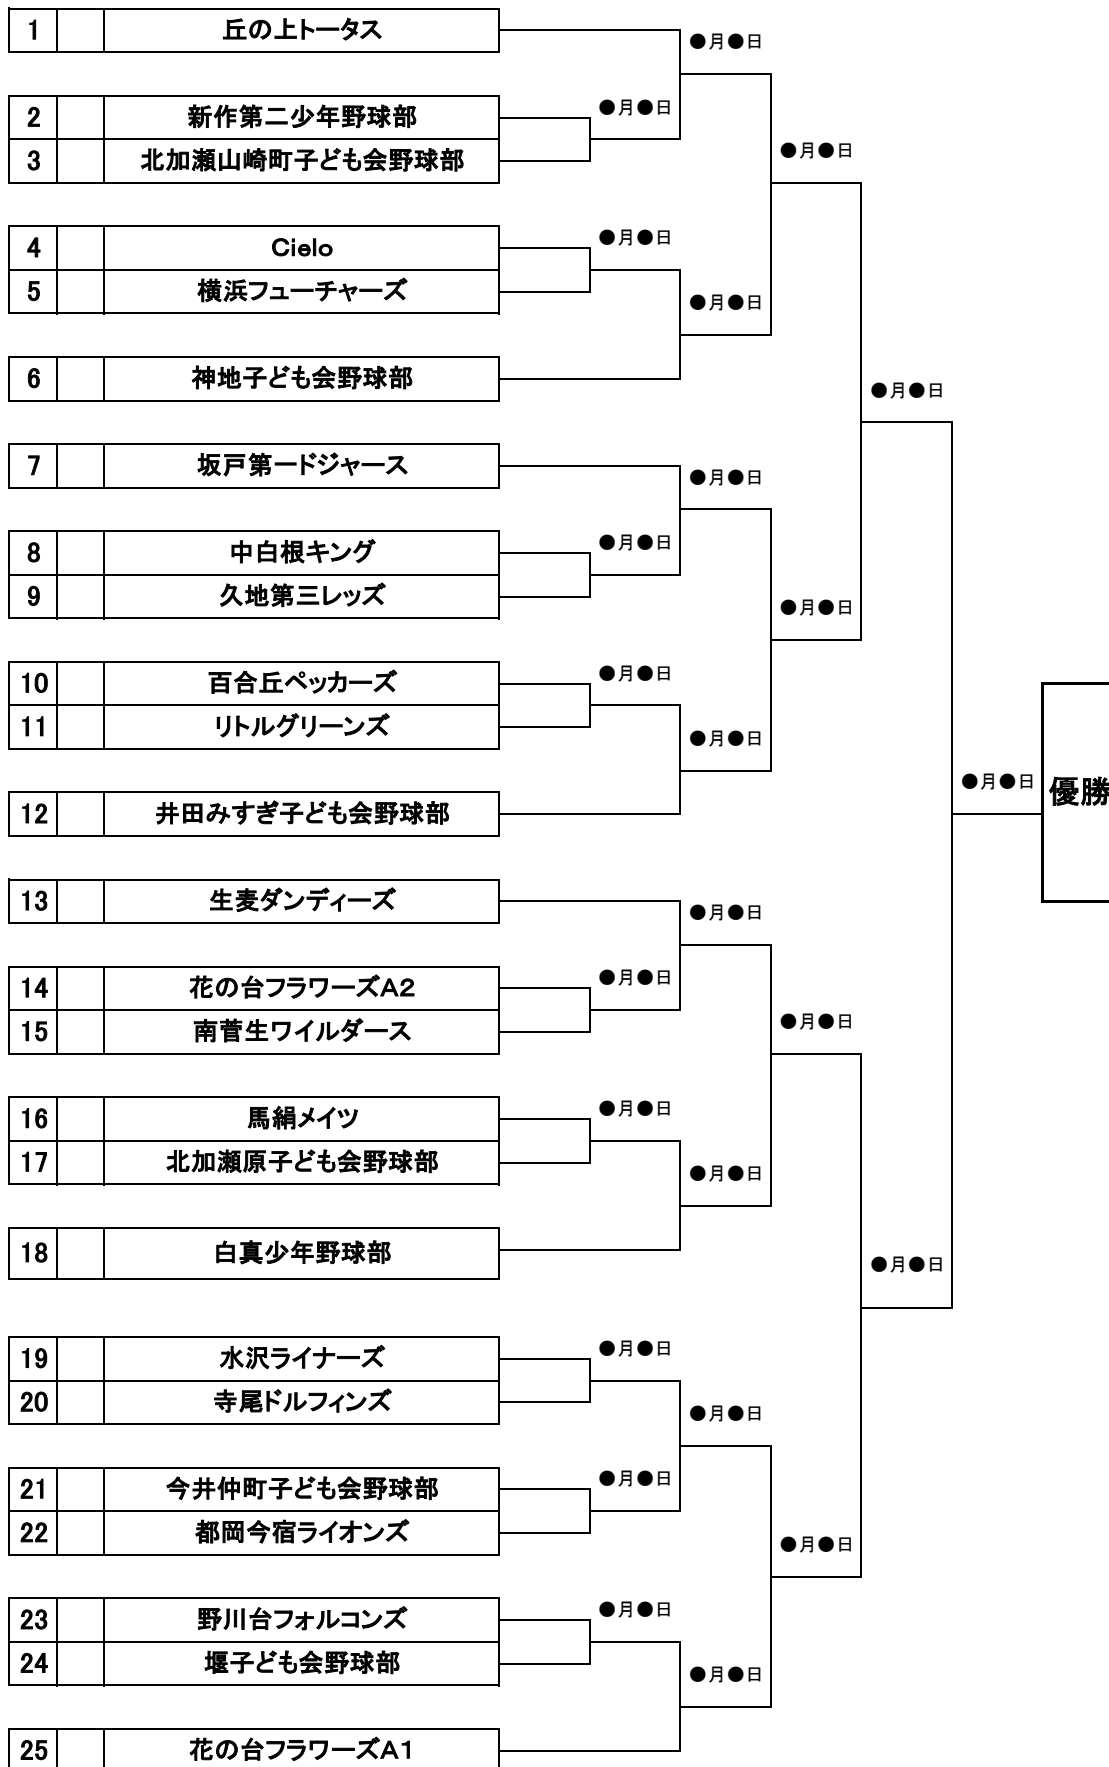 1 丘の上トータス
●月●日
2 新作第二少年野球部
●月●日
3 北加瀬山崎町子ども会野球部
●月●日
4 Cielo
●月●日
5 横浜フューチャーズ
●月●日
6 神地子ども会野球部
●月●日
7 坂戸第一ドジャース
●月●日
8 中白根キング
●月●日
9 久地第三レッズ
●月●日
10 百合丘ペッカーズ
●月●日
11 リトルグリーンズ
●月●日
●月●日
優勝
12 井田みすぎ子ども会野球部
13 生麦ダンディーズ
●月●日
14 花の台フラワーズA2
●月●日
15 南菅生ワイルダース
●月●日
16 馬絹メイツ
●月●日
17 北加瀬原子ども会野球部
●月●日
18 白真少年野球部
●月●日
19 水沢ライナーズ
●月●日
20 寺尾ドルフィンズ
●月●日
21 今井仲町子ども会野球部
●月●日
22 都岡今宿ライオンズ
●月●日
23 野川台フォルコンズ
●月●日
24 堰子ども会野球部
●月●日
25 花の台フラワーズA1